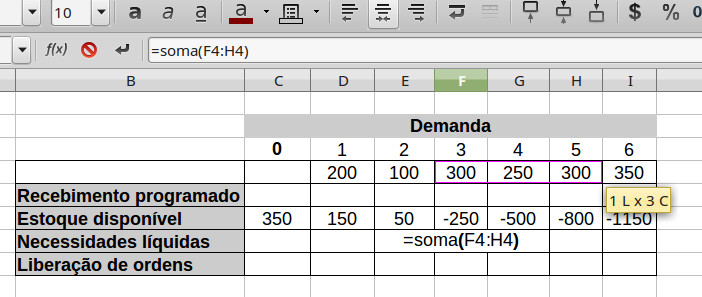 10 a a a $ % 0
f(x) =soma(F4:H4)
B C D E F G H I
Demanda
0 1 2 3 4 5 6
200 100 300 250 300 350
Recebimento programado 1 L x 3 C
Estoque disponível 350 150 50 -250 -500 -800 -1150
Necessidades líquidas =soma(F4:H4)
Liberação de ordens